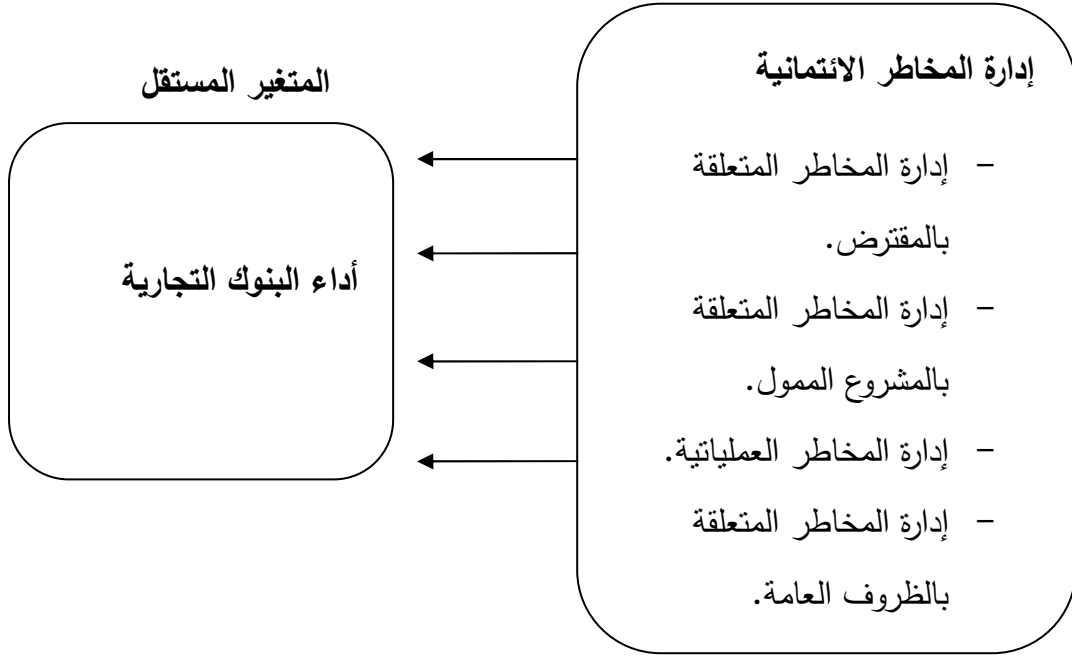 إدارة المخاطر الائتمانية
- إدارة المخاطر المتعلقة
بالمقترض.
- إدارة المخاطر المتعلقة
بالمشروع الممول.
- إدارة المخاطر العملياتية.
- إدارة المخاطر المتعلقة
بالظروف العامة.
المتغير المستقل
أداء البنوك التجارية